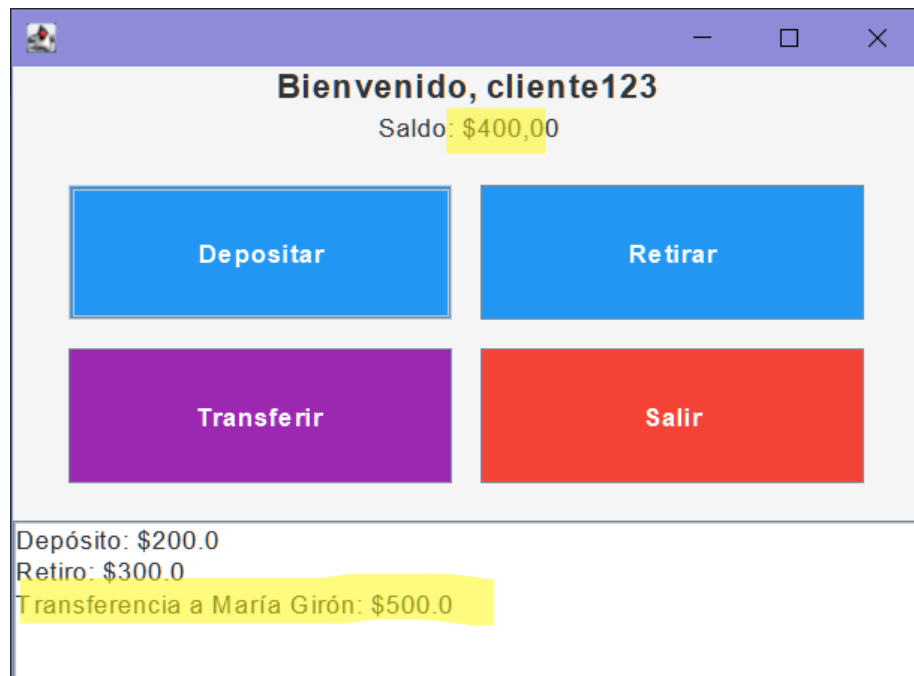 Bienvenido, cliente123
Saldo: $400,00
Depositar
Retirar
Transferir
Salir
Depósito: $200.0
Retiro: $300.0
Transferencia a María Girón: $500.0